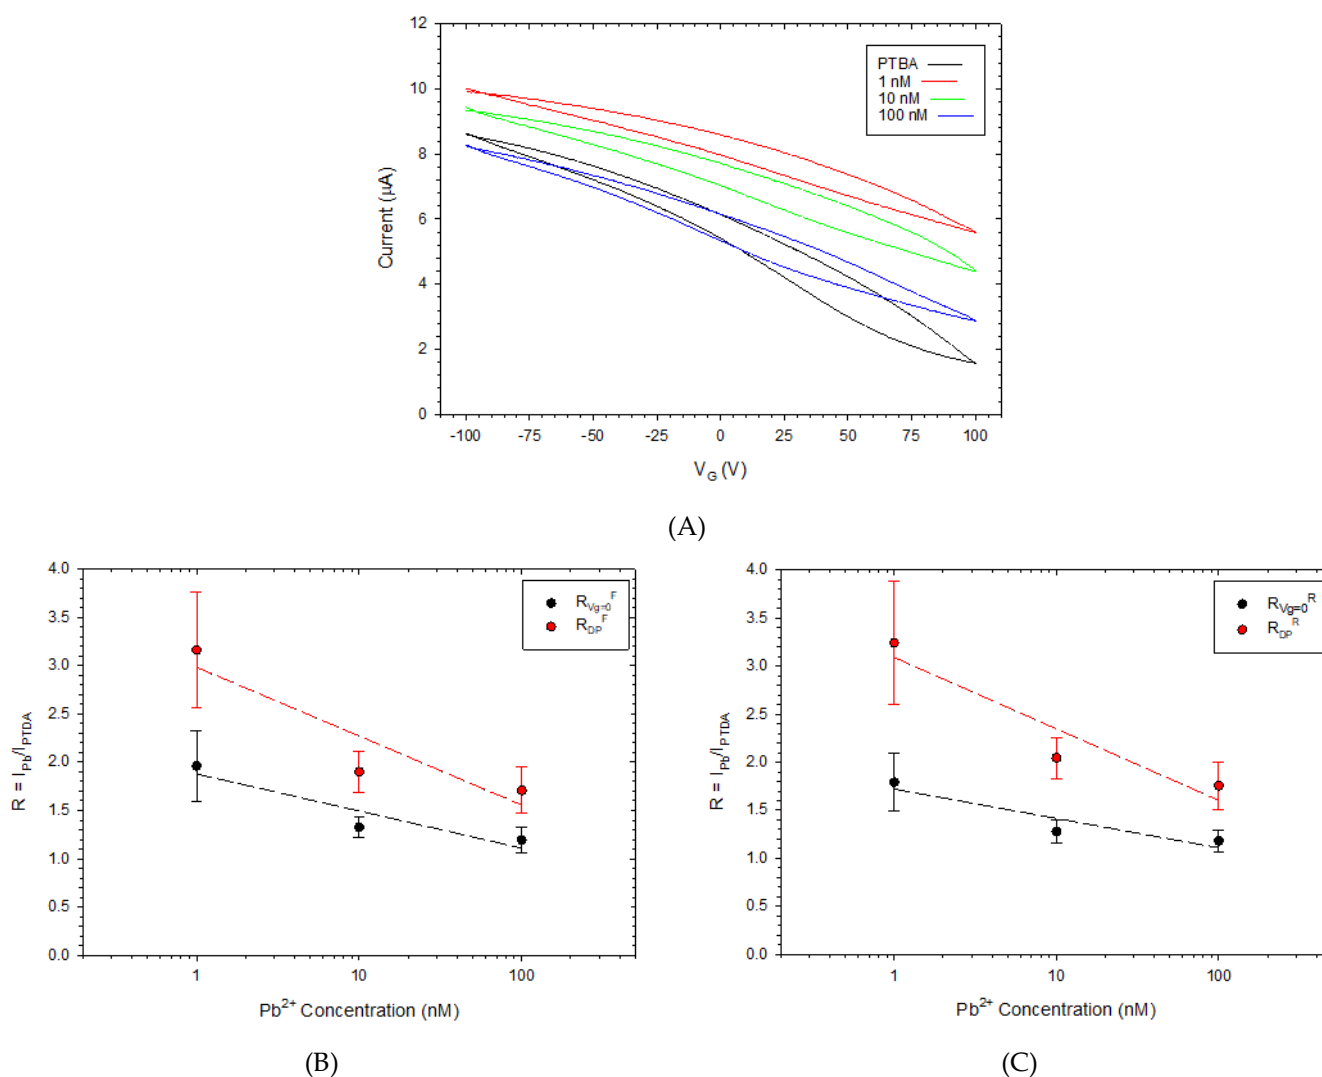 12
10
8
6
4
2
0
Current (µA)
PTBA
1 nM
10 nM
100 nM
-100 -75 -50 -25 0 25 50 75 100
V_G (V)
(A)
4.0
3.5
3.0
2.5
2.0
1.5
1.0
0.5
0.0
R = I_Pb/I_PTDA
R_Vg=0^F
R_DP^F
1 10 100
Pb²⁺ Concentration (nM)
(B)
4.0
3.5
3.0
2.5
2.0
1.5
1.0
0.5
0.0
R = I_Pb/I_PTDA
R_Vg=0^R
R_DP^R
1 10 100
Pb²⁺ Concentration (nM)
(C)